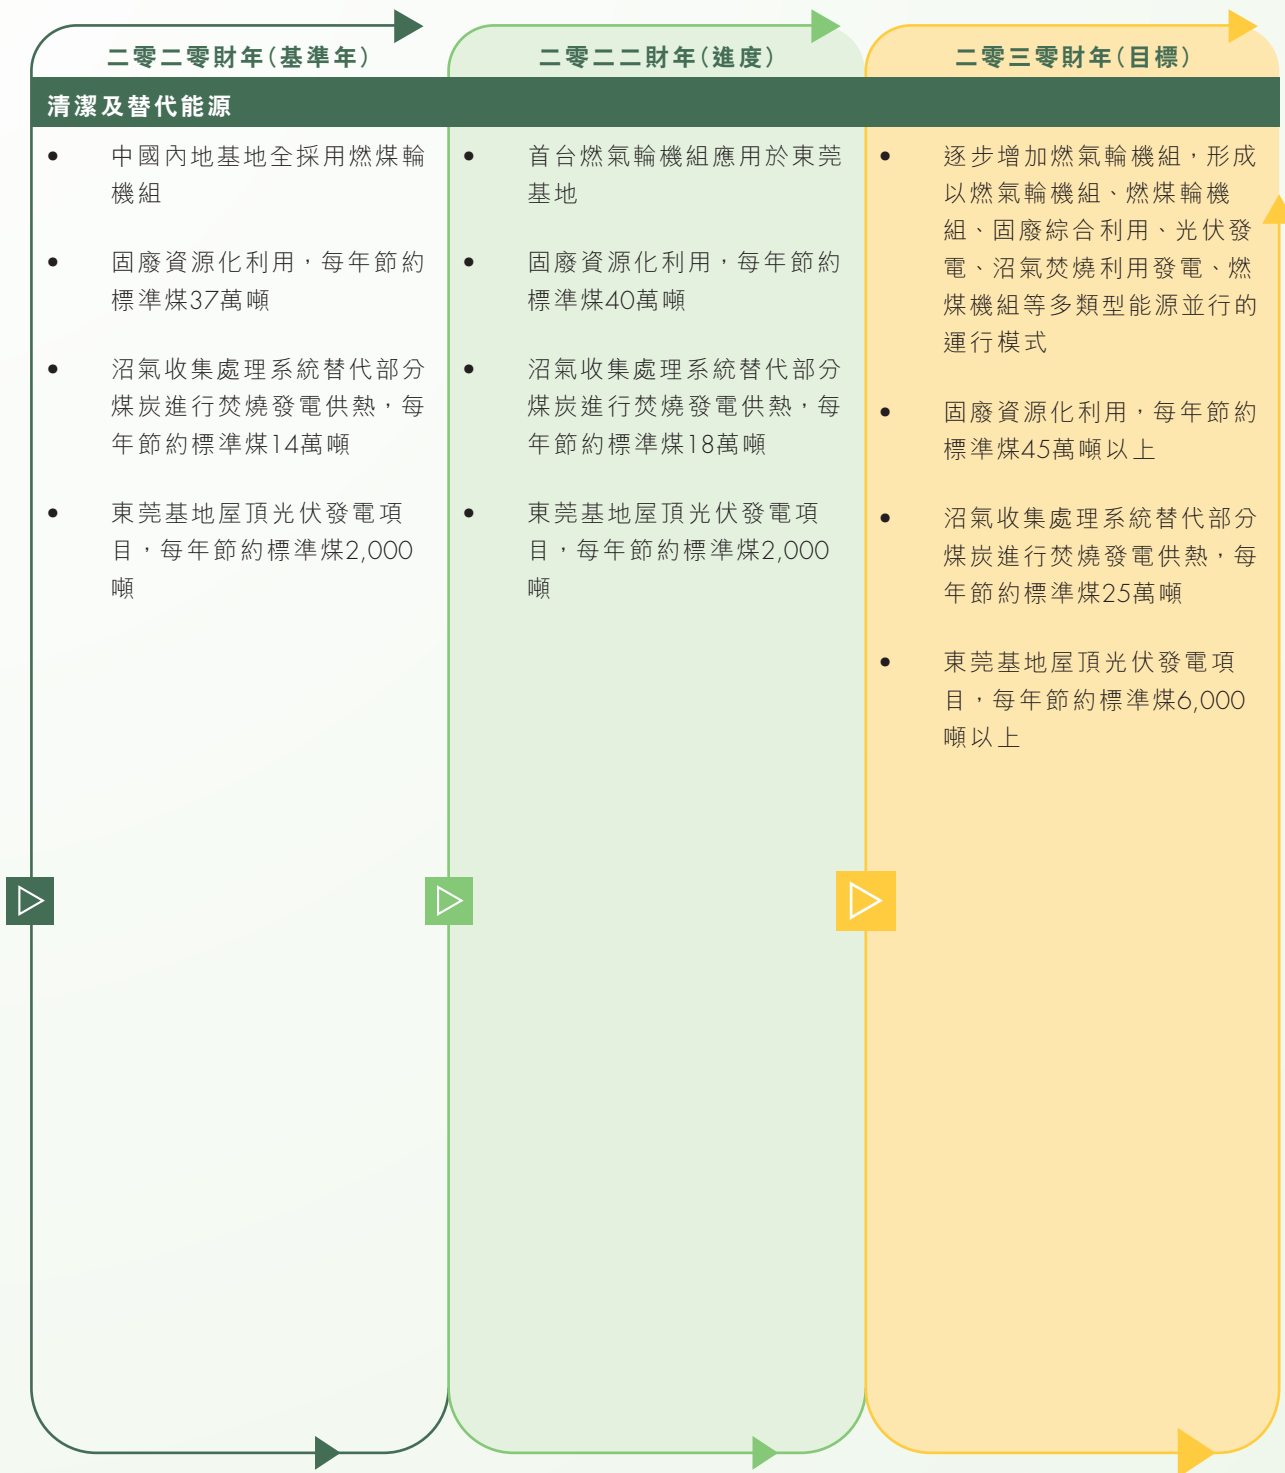 二零二零財年(基準年)
二零二二財年(進度)
二零三零財年(目標)
清潔及替代能源
• 中國內地基地全採用燃煤輪
機組
• 固廢資源化利用，每年節約
標準煤37萬噸
• 沼氣收集處理系統替代部分
煤炭進行焚燒發電供熱，每
年節約標準煤14萬噸
• 東莞基地屋頂光伏發電項
目，每年節約標準煤2,000
噸
• 首台燃氣輪機組應用於東莞
基地
• 固廢資源化利用，每年節約
標準煤40萬噸
• 沼氣收集處理系統替代部分
煤炭進行焚燒發電供熱，每
年節約標準煤18萬噸
• 東莞基地屋頂光伏發電項
目，每年節約標準煤2,000
噸
• 逐步增加燃氣輪機組，形成
以燃氣輪機組、燃煤輪機
組、固廢綜合利用、光伏發
電、沼氣焚燒利用發電、燃
煤機組等多類型能源並行的
運行模式
• 固廢資源化利用，每年節約
標準煤45萬噸以上
• 沼氣收集處理系統替代部分
煤炭進行焚燒發電供熱，每
年節約標準煤25萬噸
• 東莞基地屋頂光伏發電項
目，每年節約標準煤6,000
噸以上